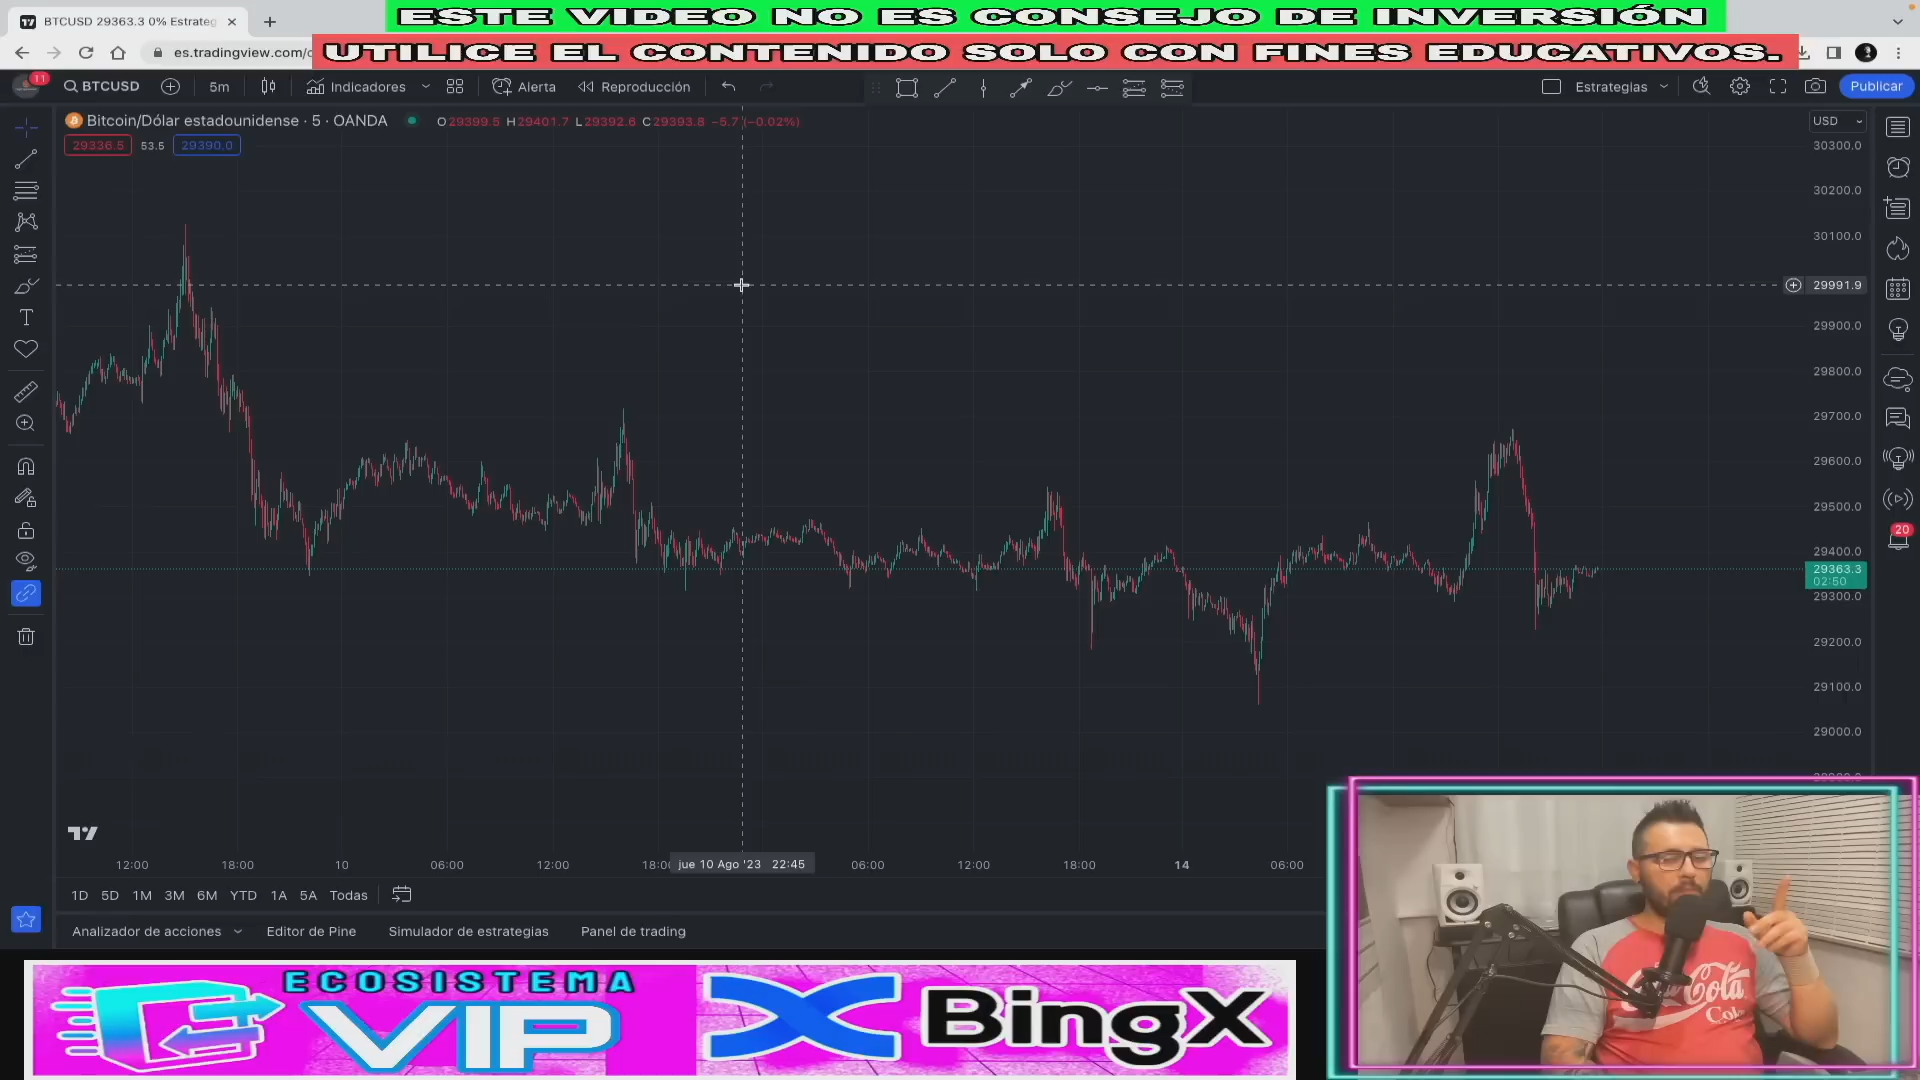 BTCUSD 29363.3 0% Estrateg
ESTE VIDEO NO ES CONSEJO DE INVERSIÓN
es.tradingview.com/c
UTILICE EL CONTENIDO SOLO CON FINES EDUCATIVOS.
11
BTCUSD
5m
Indicadores
Alerta
Reproducción
Estrategias
Publicar
Bitcoin/Dólar estadounidense · 5 · OANDA
O29399.5 H29401.7 L29392.6 C29393.8 −5.7 (−0.02%)
USD
29336.5 53.5 29390.0
30300.0
30200.0
30100.0
29991.9
29900.0
29800.0
29700.0
29600.0
29500.0
29400.0
29363.3
02:50
29300.0
29200.0
29100.0
29000.0
20
12:00 18:00 10 06:00 12:00 18:00 jue 10 Ago '23 22:45 06:00 12:00 18:00 14 06:00
1D 5D 1M 3M 6M YTD 1A 5A Todas
Analizador de acciones Editor de Pine Simulador de estrategias Panel de trading
ECOSISTEMA
VIP
BingX
Coca-Cola